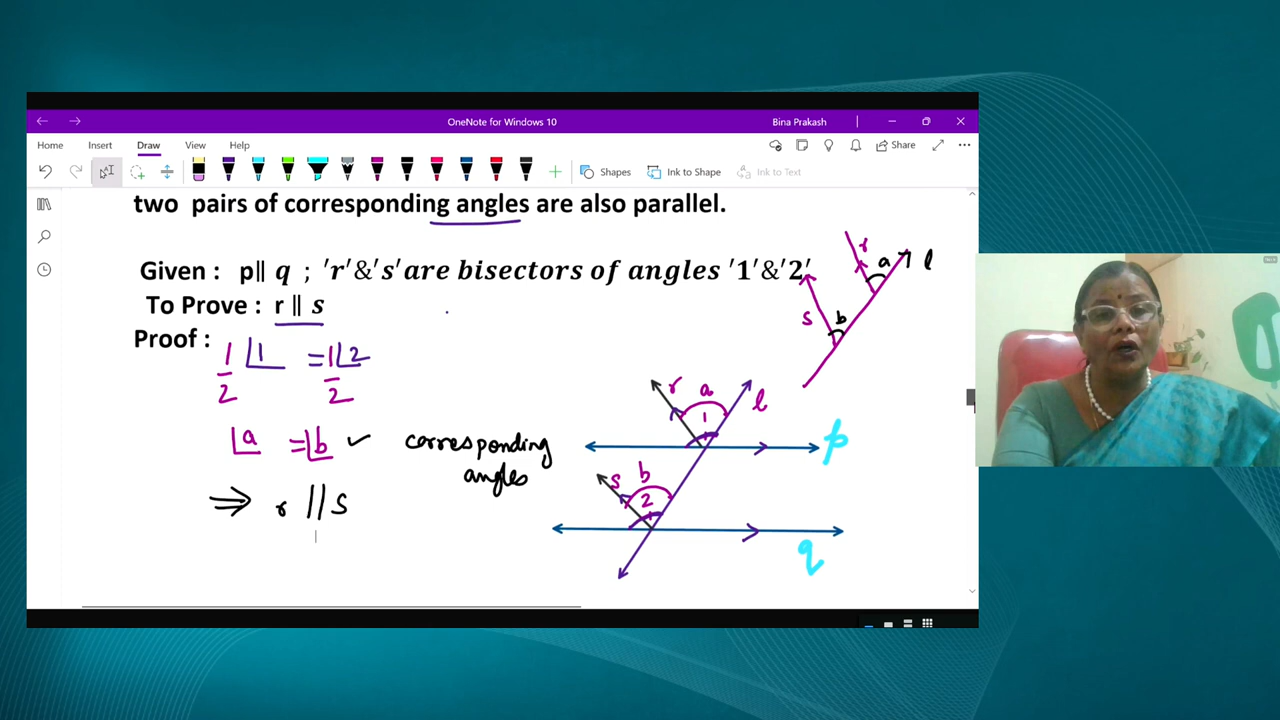 OneNote for Windows 10
Bina Prakash
Home Insert Draw View Help
Share
Shapes
Ink to Shape
Ink to Text
two pairs of corresponding angles are also parallel.
Given : p∥ q ; ′r′&′s′are bisectors of angles ′1′&′2′
To Prove : r ∥ s
Proof :
1/2 ∠1 = 1/2 ∠2
∠a = ∠b ✓ corresponding
angles
⇒ r // s
r a l
s b
r a l
1
p
s b
2
q